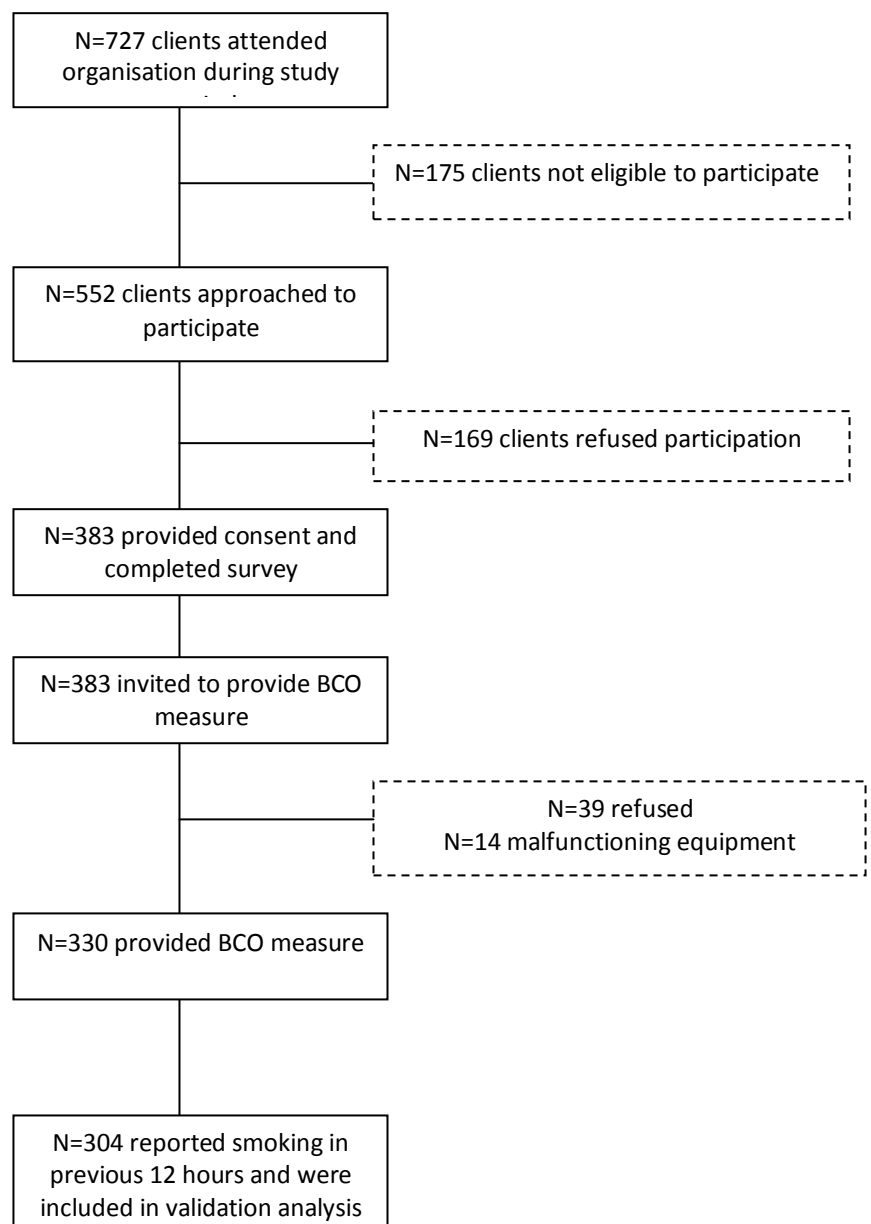 N=727 clients attended
organisation during study
N=175 clients not eligible to participate
N=552 clients approached to
participate
N=169 clients refused participation
N=383 provided consent and
completed survey
N=383 invited to provide BCO
measure
N=39 refused
N=14 malfunctioning equipment
N=330 provided BCO measure
N=304 reported smoking in
previous 12 hours and were
included in validation analysis